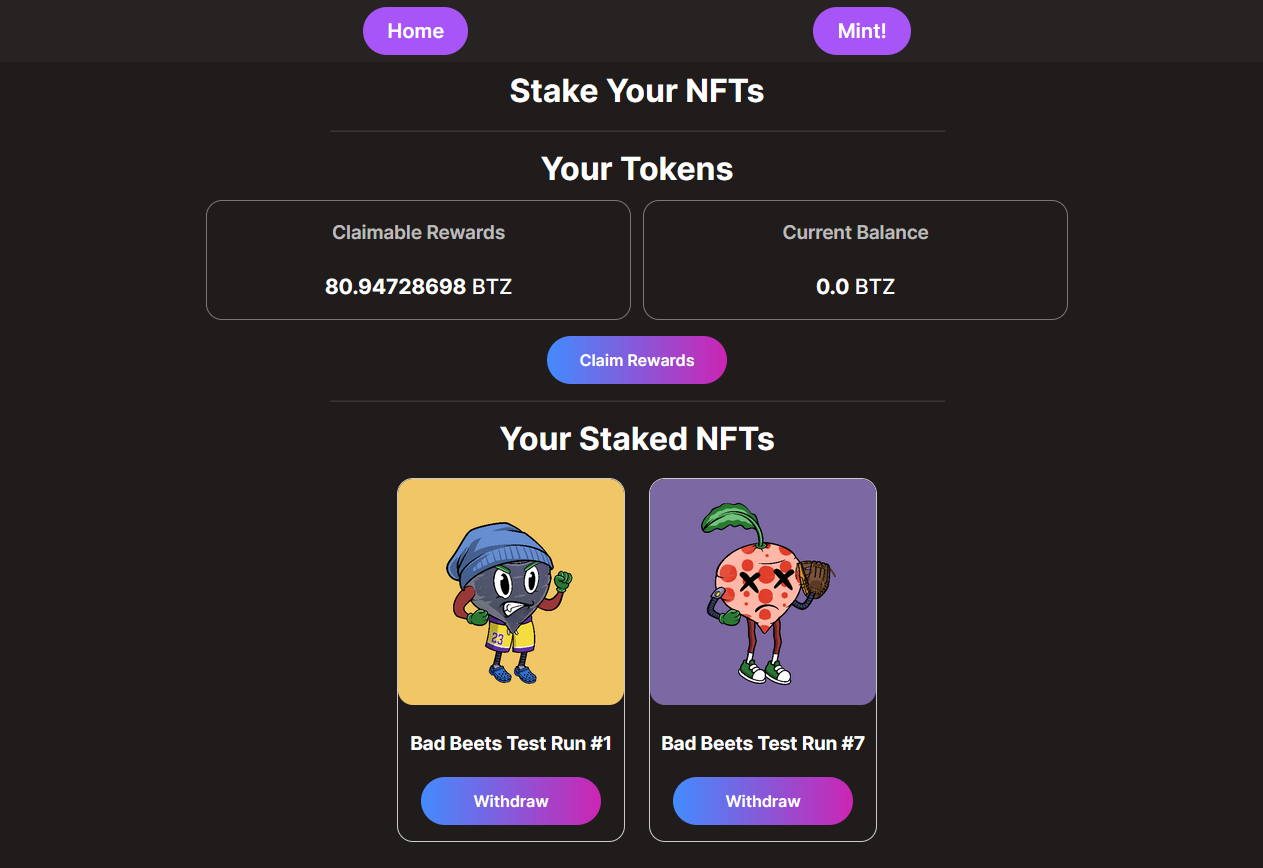 Home Mint!
Stake Your NFTs
Your Tokens
Claimable Rewards
80.94728698 BTZ
Current Balance
0.0 BTZ
Claim Rewards
Your Staked NFTs
23
Bad Beets Test Run #1
Withdraw
Bad Beets Test Run #7
Withdraw